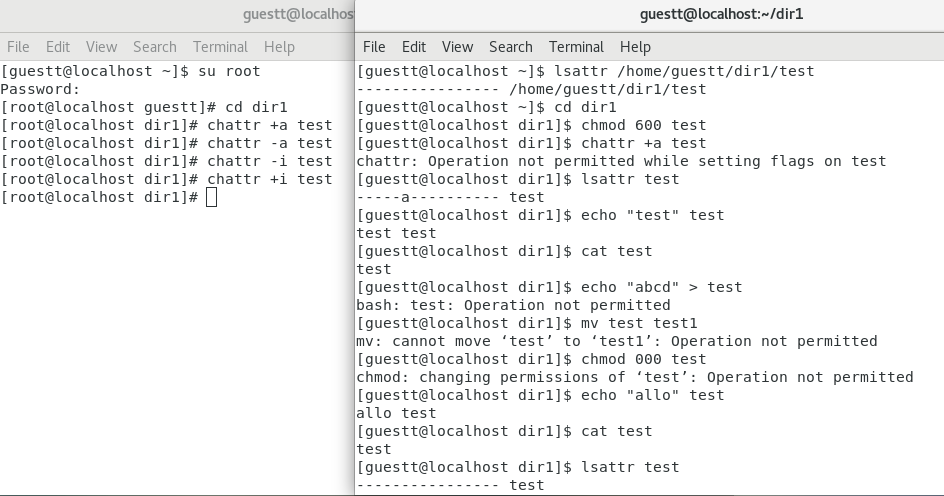 guestt@localhos
File Edit View Search Terminal Help
[guestt@localhost ~]$ su root
Password:
[root@localhost guestt]# cd dir1
[root@localhost dir1]# chattr +a test
[root@localhost dir1]# chattr -a test
[root@localhost dir1]# chattr -i test
[root@localhost dir1]# chattr +i test
[root@localhost dir1]#
guestt@localhost:~/dir1
File Edit View Search Terminal Help
[guestt@localhost ~]$ lsattr /home/guestt/dir1/test
---------------- /home/guestt/dir1/test
[guestt@localhost ~]$ cd dir1
[guestt@localhost dir1]$ chmod 600 test
[guestt@localhost dir1]$ chattr +a test
chattr: Operation not permitted while setting flags on test
[guestt@localhost dir1]$ lsattr test
-----a---------- test
[guestt@localhost dir1]$ echo "test" test
test test
[guestt@localhost dir1]$ cat test
test
[guestt@localhost dir1]$ echo "abcd" > test
bash: test: Operation not permitted
[guestt@localhost dir1]$ mv test test1
mv: cannot move ‘test’ to ‘test1’: Operation not permitted
[guestt@localhost dir1]$ chmod 000 test
chmod: changing permissions of ‘test’: Operation not permitted
[guestt@localhost dir1]$ echo "allo" test
allo test
[guestt@localhost dir1]$ cat test
test
[guestt@localhost dir1]$ lsattr test
---------------- test